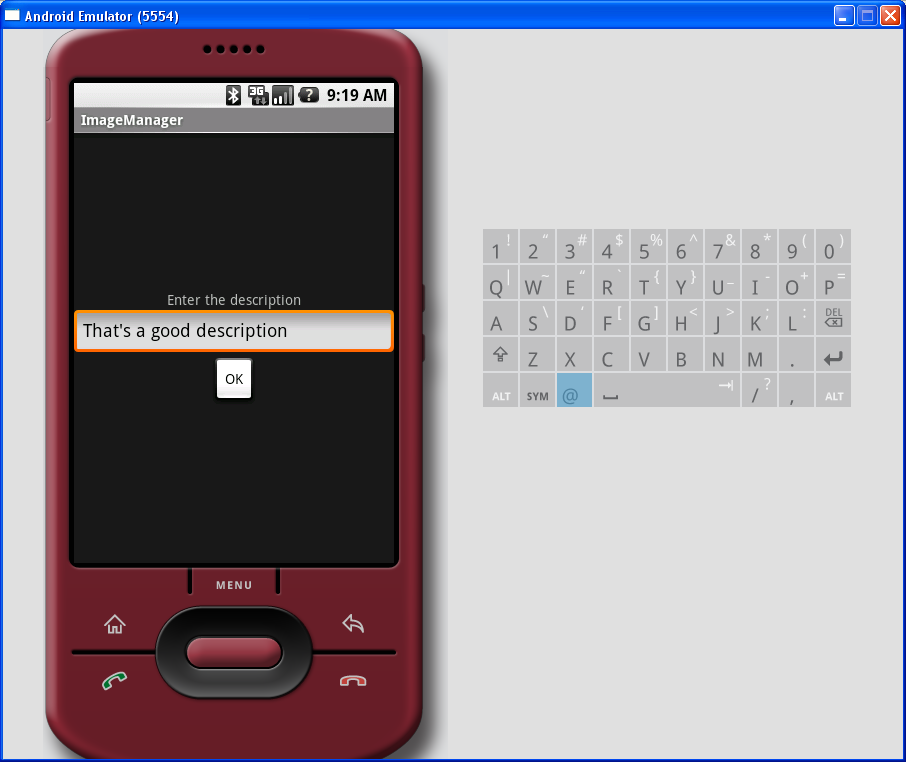 Android Emulator (5554)
3G ? 9:19 AM
ImageManager
Enter the description
That's a good description
OK
MENU
1 ! 2 “ 3 # 4 $ 5 % 6 ^ 7 & 8 * 9 ( 0 )
Q | W ~ E “ R ` T { Y } U _ I - O + P =
A S \ D ‘ F [ G ] H < J > K ; L : DEL
Z X C V B N M .
ALT SYM @ / ? , ALT